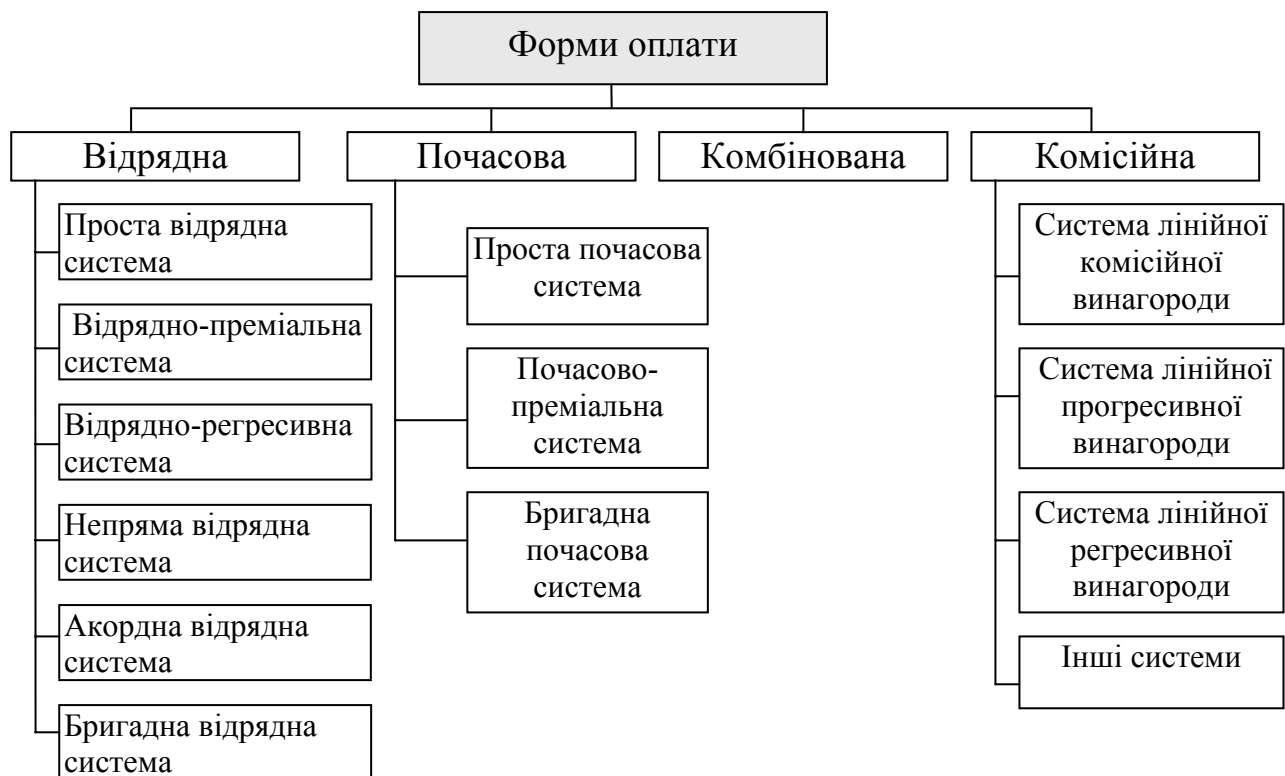 Форми оплати
Відрядна
Почасова
Комбінована
Комісійна
Проста відрядна
система
Відрядно-преміальна
система
Відрядно-регресивна
система
Непряма відрядна
система
Акордна відрядна
система
Бригадна відрядна
система
Проста почасова
система
Почасово-
преміальна
система
Бригадна
почасова
система
Система лінійної
комісійної
винагороди
Система лінійної
прогресивної
винагороди
Система лінійної
регресивної
винагороди
Інші системи